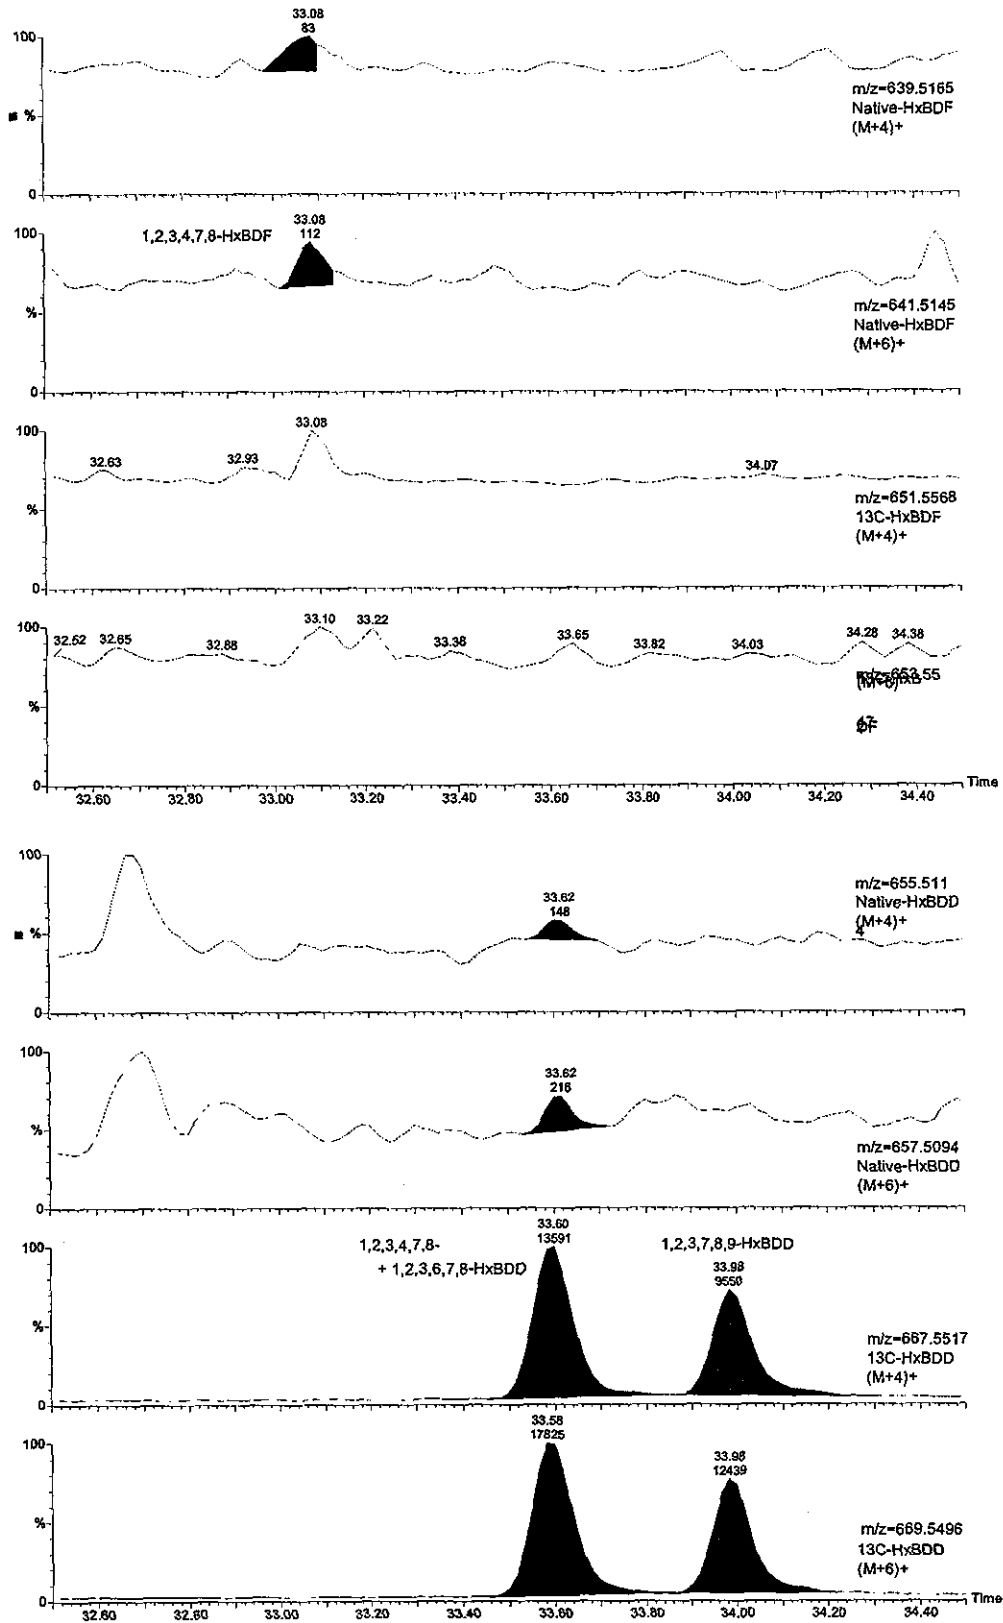 33.08
83
100
%
0
m/z=639.5165
Native-HxBDF
(M+4)+
33.08
112
1,2,3,4,7,8-HxBDF
100
%
0
m/z=641.5145
Native-HxBDF
(M+6)+
33.08
100
32.63
32.93
34.07
%
0
m/z=651.5568
13C-HxBDF
(M+4)+
100
32.52
32.65
32.88
33.10
33.22
33.38
33.65
33.82
34.03
34.28
34.38
%
0
32.60
32.80
33.00
33.20
33.40
33.60
33.80
34.00
34.20
34.40
Time
100
33.62
148
%
0
m/z=655.511
Native-HxBDD
(M+4)+
4
100
33.62
216
%
0
m/z=657.5094
Native-HxBDD
(M+6)+
33.60
13591
1,2,3,4,7,8-
+ 1,2,3,6,7,8-HxBDD
1,2,3,7,8,9-HxBDD
33.98
9550
100
%
0
m/z=667.5517
13C-HxBDD
(M+4)+
33.58
17825
33.98
12439
100
%
0
m/z=669.5496
13C-HxBDD
(M+6)+
32.60
32.80
33.00
33.20
33.40
33.60
33.80
34.00
34.20
34.40
Time